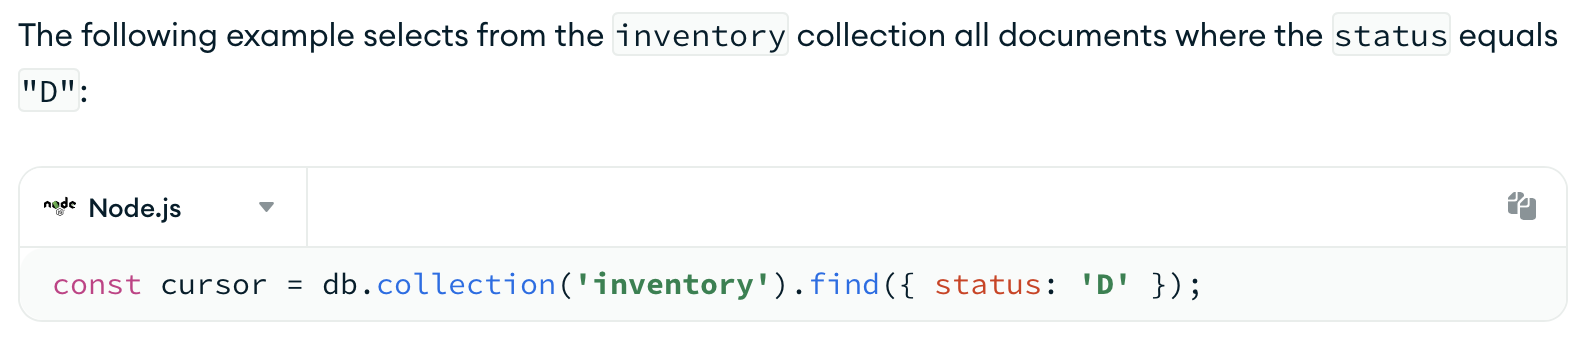 The following example selects from the inventory collection all documents where the status equals
"D":
node Node.js
const cursor = db.collection('inventory').find({ status: 'D' });